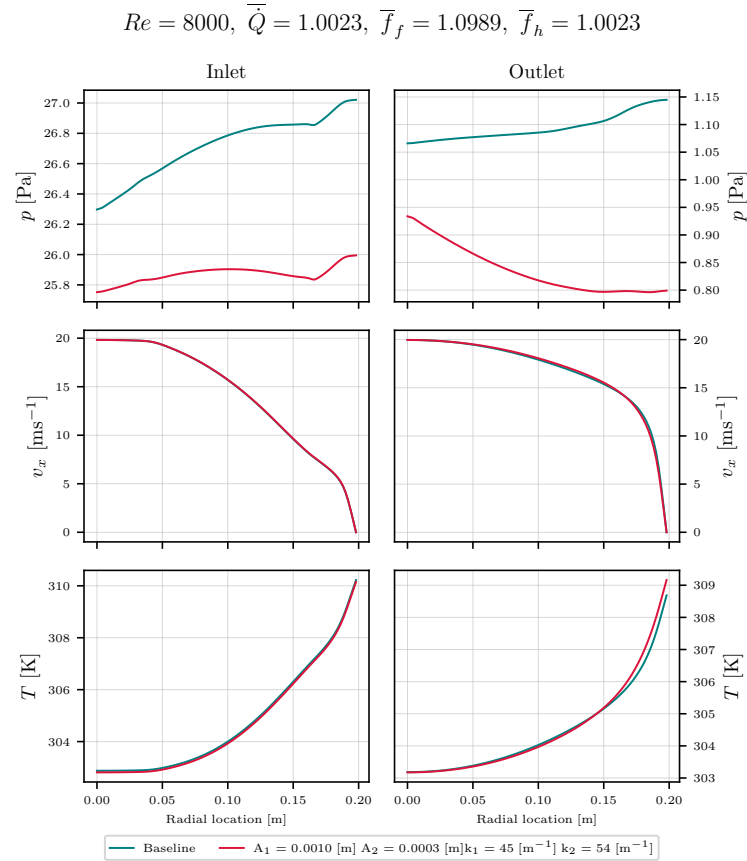 Re = 8000, \overline{\dot{Q}} = 1.0023, \overline{f}_f = 1.0989, \overline{f}_h = 1.0023
Inlet
Outlet
27.0
26.8
26.6
26.4
26.2
26.0
25.8
p [Pa]
1.15
1.10
1.05
1.00
0.95
0.90
0.85
0.80
p [Pa]
20
15
10
5
0
v_x [ms⁻¹]
20
15
10
5
0
v_x [ms⁻¹]
310
308
306
304
T [K]
309
308
307
306
305
304
303
T [K]
0.00 0.05 0.10 0.15 0.20
Radial location [m]
0.00 0.05 0.10 0.15 0.20
Radial location [m]
Baseline
A₁ = 0.0010 [m] A₂ = 0.0003 [m]k₁ = 45 [m⁻¹] k₂ = 54 [m⁻¹]